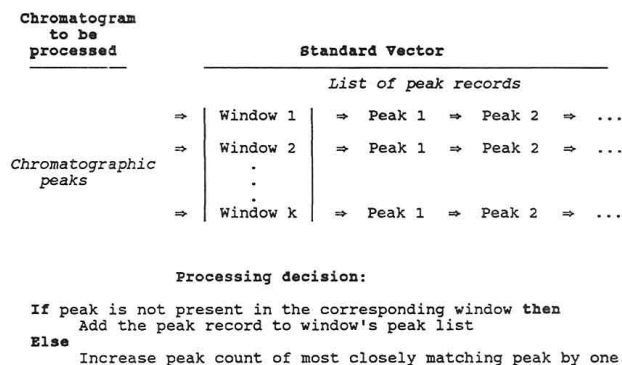 Chromatogram
to be
processed
Standard Vector
List of peak records
⇒ Window 1 ⇒ Peak 1 ⇒ Peak 2 ⇒ ...
⇒ Window 2 ⇒ Peak 1 ⇒ Peak 2 ⇒ ...
Chromatographic
peaks
.
.
.
⇒ Window k ⇒ Peak 1 ⇒ Peak 2 ⇒ ...
Processing decision:
If peak is not present in the corresponding window then
Add the peak record to window's peak list
Else
Increase peak count of most closely matching peak by one